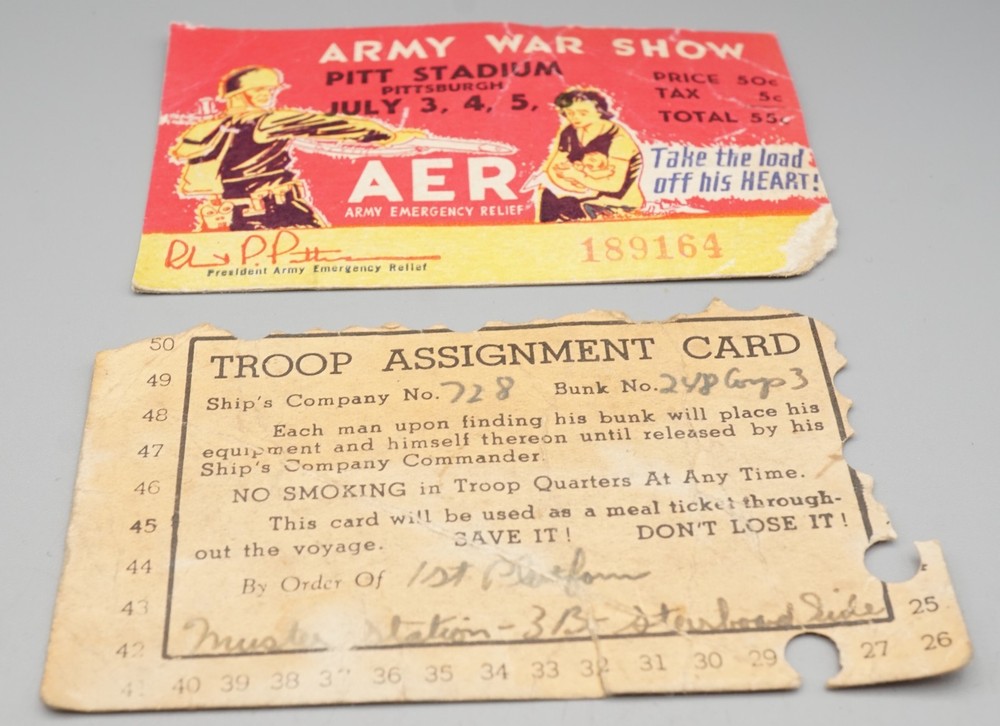 ARMY WAR SHOW
PITT STADIUM
PITTSBURGH
JULY 3, 4, 5,
PRICE 50c
TAX 5c
TOTAL 55c
AER
ARMY EMERGENCY RELIEF
Take the load
off his HEART!
President Army Emergency Relief
189164
TROOP ASSIGNMENT CARD
Ship's Company No. 728 Bunk No. 248 Comp 3
Each man upon finding his bunk will place his
equipment and himself thereon until released by his
Ship's Company Commander.
NO SMOKING in Troop Quarters At Any Time.
This card will be used as a meal ticket through-
out the voyage. SAVE IT! DON'T LOSE IT!
By Order Of 1st Platform
Muster Station - 3B - Starboard Side
50
49
48
47
46
45
44
43
42
41 40 39 38 37 36 35 34 33 32 31 30 29 27 26
25